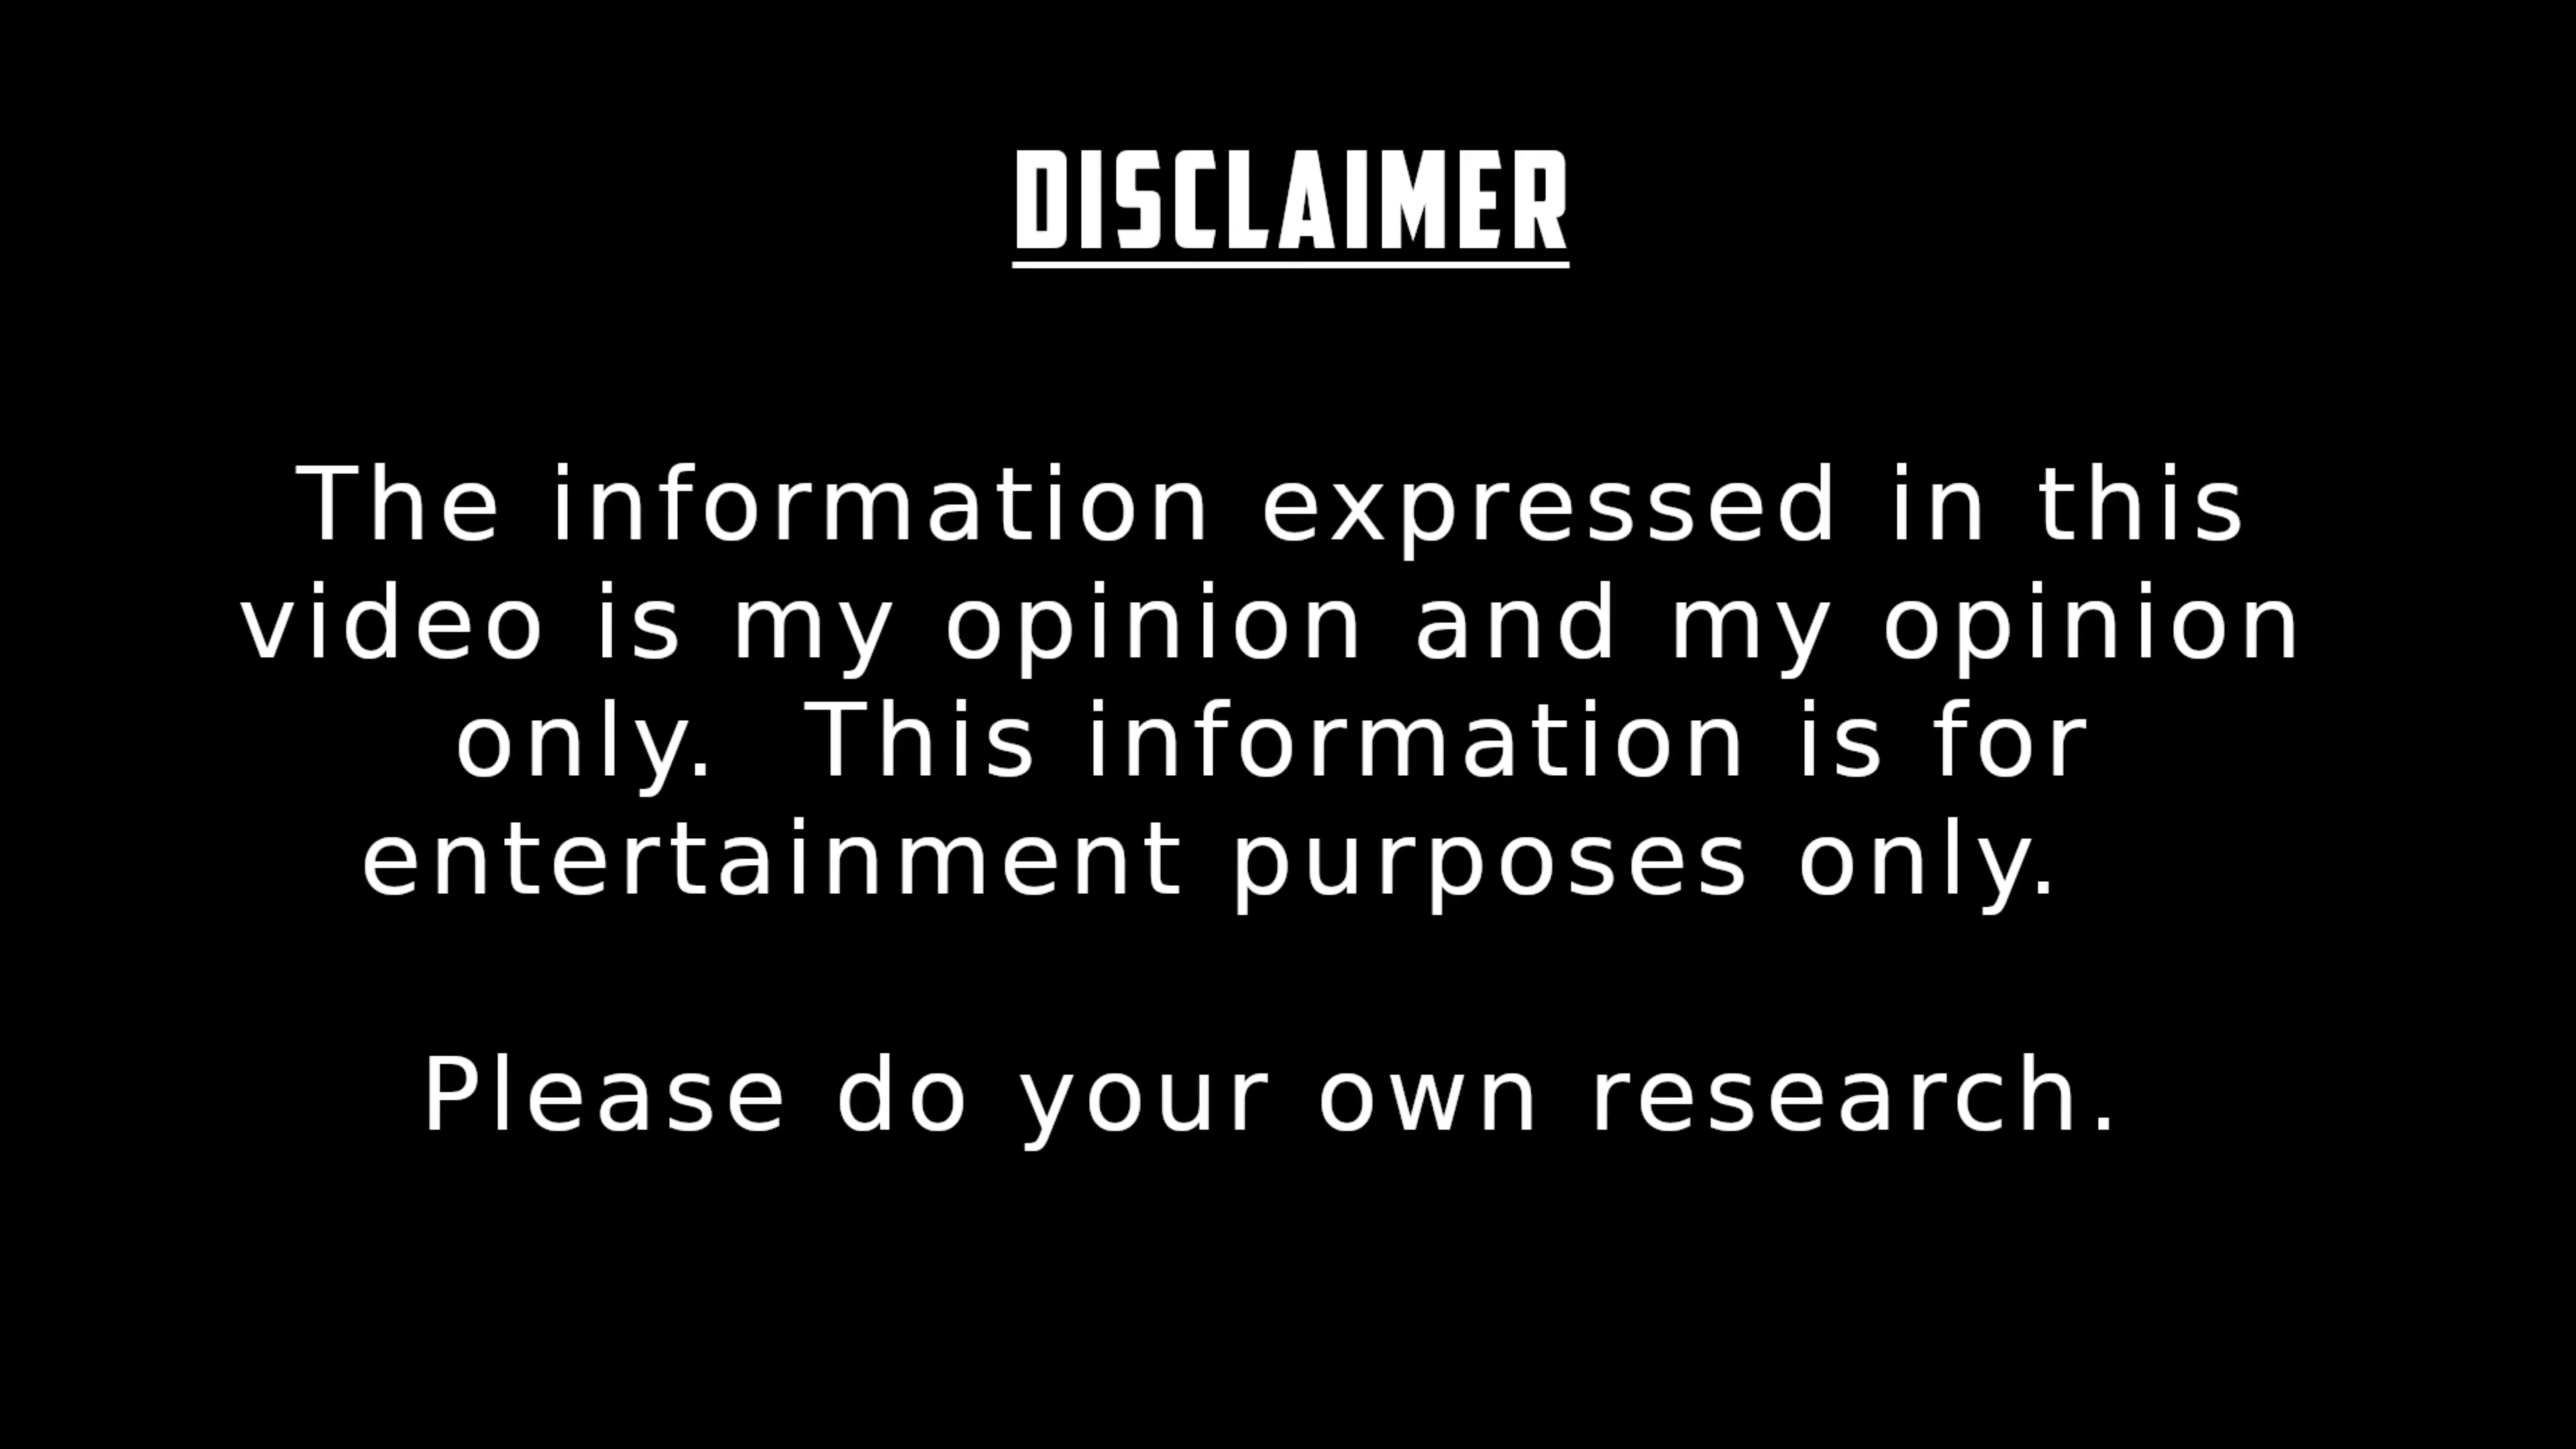 DISCLAIMER
The information expressed in this
video is my opinion and my opinion
only.  This information is for
entertainment purposes only.
Please do your own research.